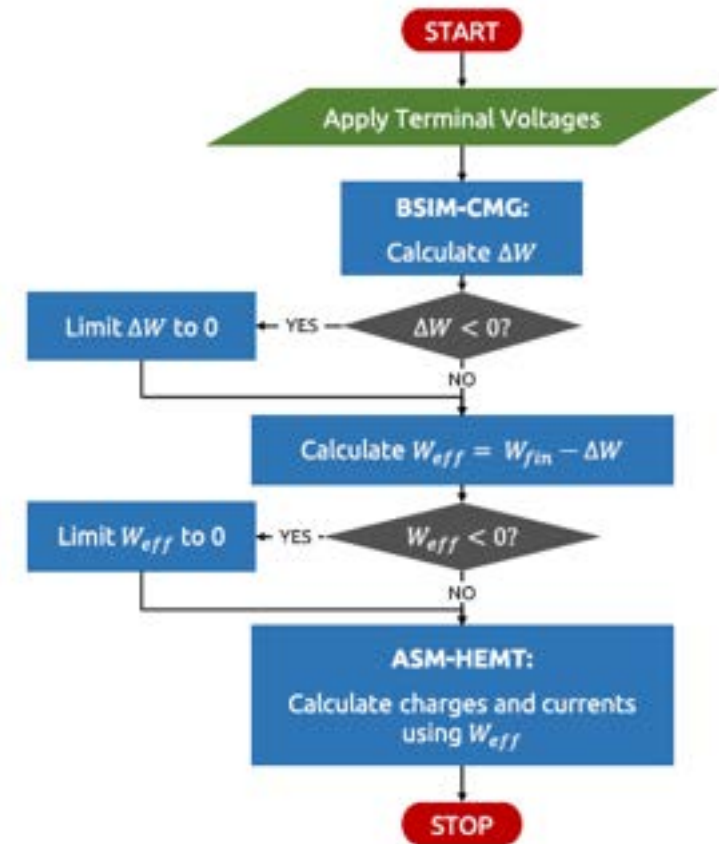 START
Apply Terminal Voltages
BSIM-CMG:
Calculate ΔW
Limit ΔW to 0
YES
ΔW < 0?
NO
Calculate W_eff = W_fin − ΔW
Limit W_eff to 0
YES
W_eff < 0?
NO
ASM-HEMT:
Calculate charges and currents
using W_eff
STOP